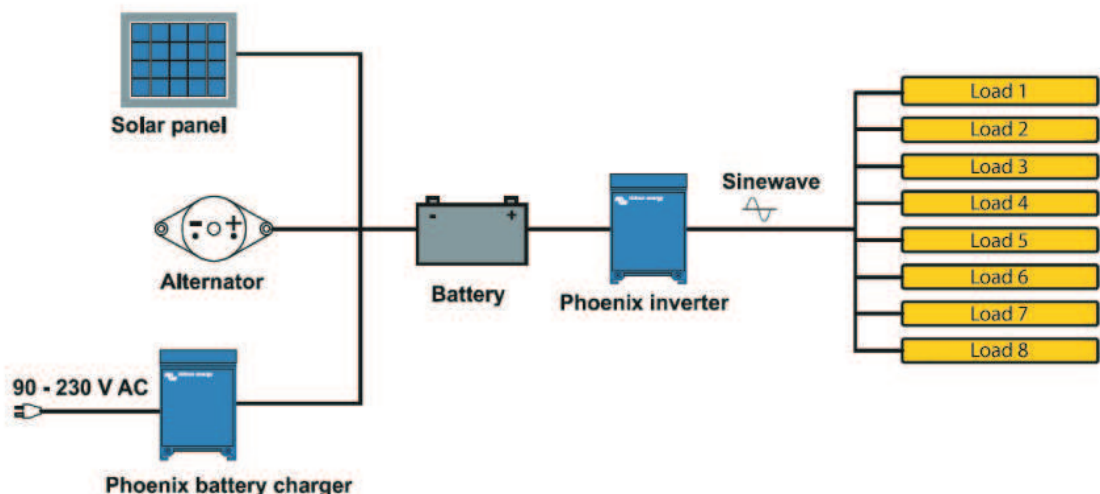 Solar panel
Alternator
90 - 230 V AC
Phoenix battery charger
- +
Battery
Phoenix inverter
Sinewave
Load 1
Load 2
Load 3
Load 4
Load 5
Load 6
Load 7
Load 8